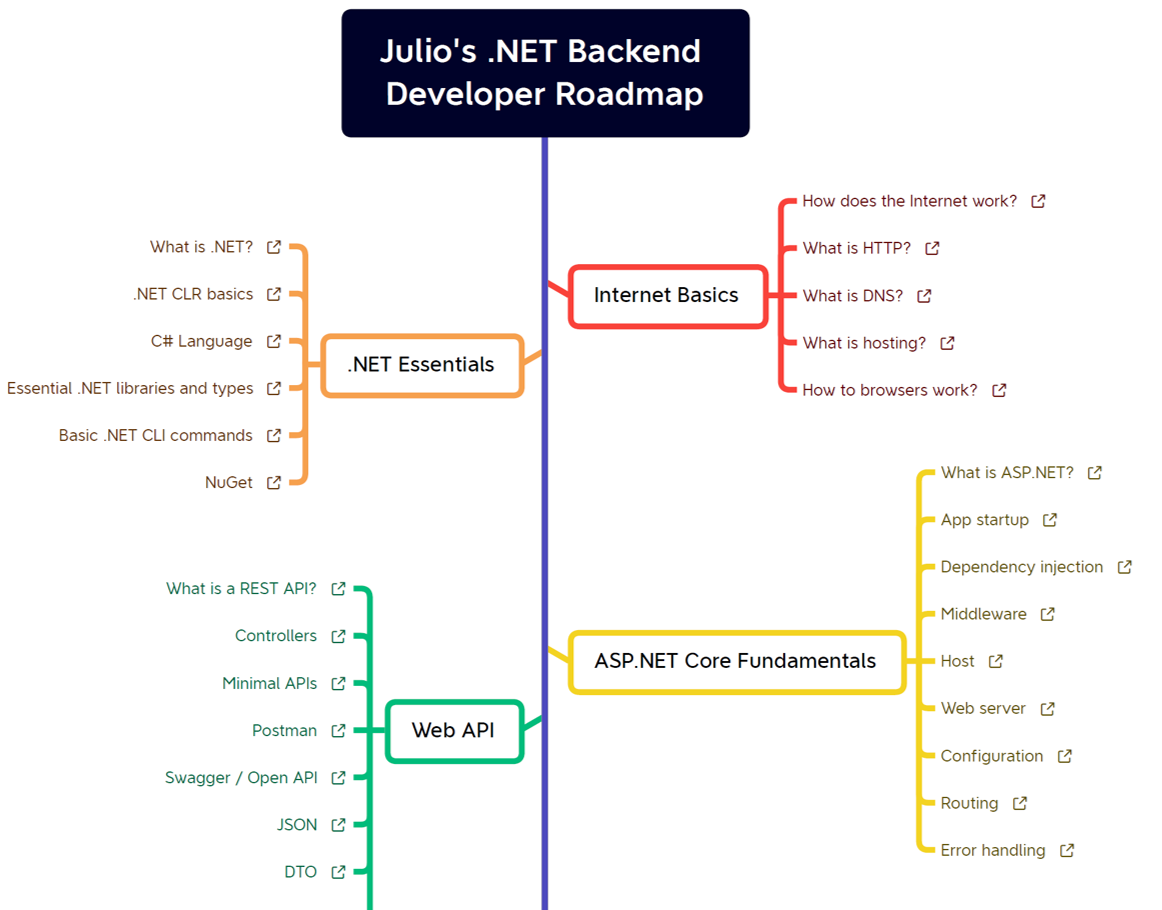 Julio's .NET Backend
Developer Roadmap
Internet Basics
How does the Internet work?
What is HTTP?
What is DNS?
What is hosting?
How to browsers work?
.NET Essentials
What is .NET?
.NET CLR basics
C# Language
Essential .NET libraries and types
Basic .NET CLI commands
NuGet
ASP.NET Core Fundamentals
What is ASP.NET?
App startup
Dependency injection
Middleware
Host
Web server
Configuration
Routing
Error handling
Web API
What is a REST API?
Controllers
Minimal APIs
Postman
Swagger / Open API
JSON
DTO